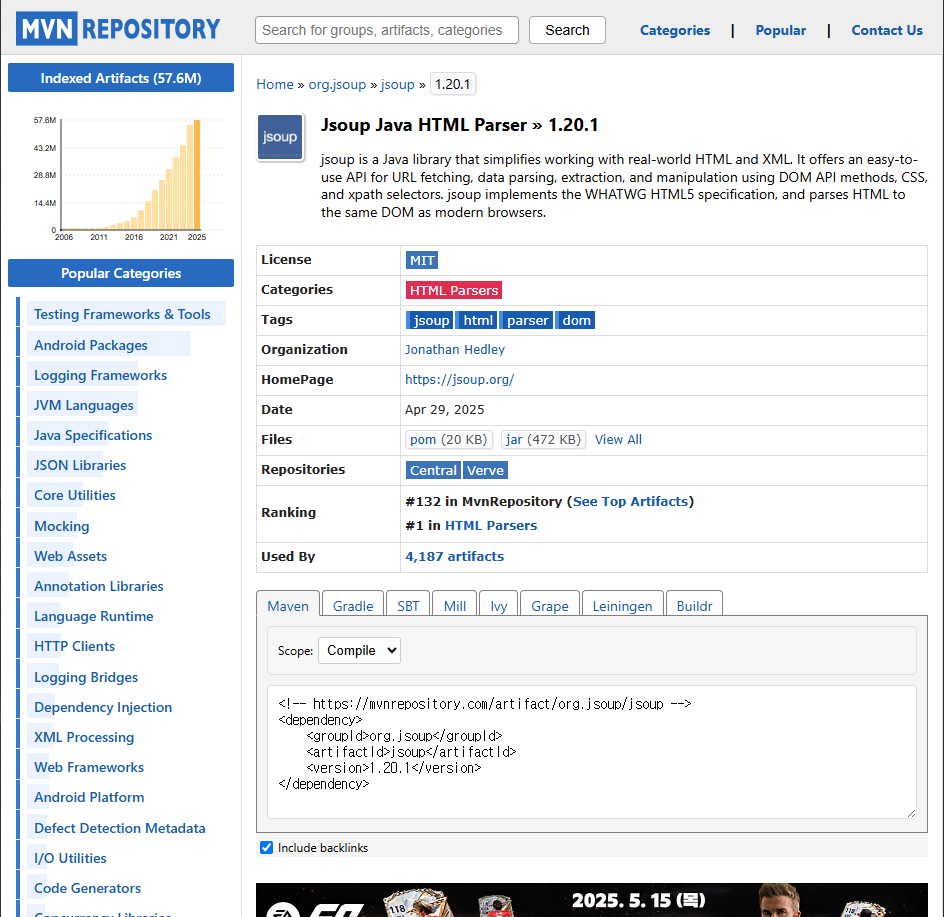 MVN REPOSITORY
Search for groups, artifacts, categories
Search
Categories | Popular | Contact Us
Indexed Artifacts (57.6M)
57.6M
43.2M
28.8M
14.4M
0
2006 2011 2016 2021 2025
Popular Categories
Testing Frameworks & Tools
Android Packages
Logging Frameworks
JVM Languages
Java Specifications
JSON Libraries
Core Utilities
Mocking
Web Assets
Annotation Libraries
Language Runtime
HTTP Clients
Logging Bridges
Dependency Injection
XML Processing
Web Frameworks
Android Platform
Defect Detection Metadata
I/O Utilities
Code Generators
Concurrency Libraries
Home » org.jsoup » jsoup » 1.20.1
jsoup
Jsoup Java HTML Parser » 1.20.1
jsoup is a Java library that simplifies working with real-world HTML and XML. It offers an easy-to-
use API for URL fetching, data parsing, extraction, and manipulation using DOM API methods, CSS,
and xpath selectors. jsoup implements the WHATWG HTML5 specification, and parses HTML to
the same DOM as modern browsers.
License MIT
Categories HTML Parsers
Tags jsoup html parser dom
Organization Jonathan Hedley
HomePage https://jsoup.org/
Date Apr 29, 2025
Files pom (20 KB) jar (472 KB) View All
Repositories Central Verve
Ranking #132 in MvnRepository (See Top Artifacts)
#1 in HTML Parsers
Used By 4,187 artifacts
Maven Gradle SBT Mill Ivy Grape Leiningen Buildr
Scope: Compile
<!-- https://mvnrepository.com/artifact/org.jsoup/jsoup -->
<dependency>
    <groupId>org.jsoup</groupId>
    <artifactId>jsoup</artifactId>
    <version>1.20.1</version>
</dependency>
Include backlinks
2025. 5. 15 (목)
118
118